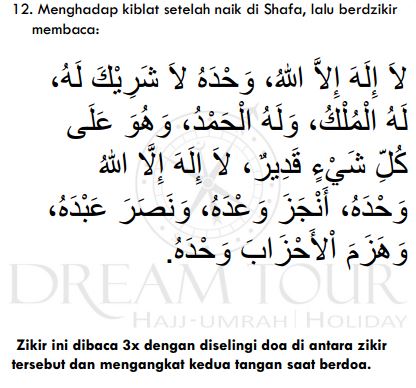 12. Menghadap kiblat setelah naik di Shafa, lalu berdzikir
membaca:
لاَ إِلَهَ إِلاَّ اللهُ، وَحْدَهُ لاَ شَرِيْكَ لَهُ،
لَهُ الْمُلْكُ، وَلَهُ الْحَمْدُ، وَهُوَ عَلَى
كُلِّ شَيْءٍ قَدِيرٌ، لاَ إِلَهَ إِلَّا اللهُ
وَحْدَهُ، أَنْجَزَ وَعْدَهُ، وَنَصَرَ عَبْدَهُ،
وَهَزَمَ اْلأَحْزَابَ وَحْدَهُ.
DREAM TOUR
HAJJ-UMRAH | HOLIDAY
Zikir ini dibaca 3x dengan diselingi doa di antara zikir
tersebut dan mengangkat kedua tangan saat berdoa.